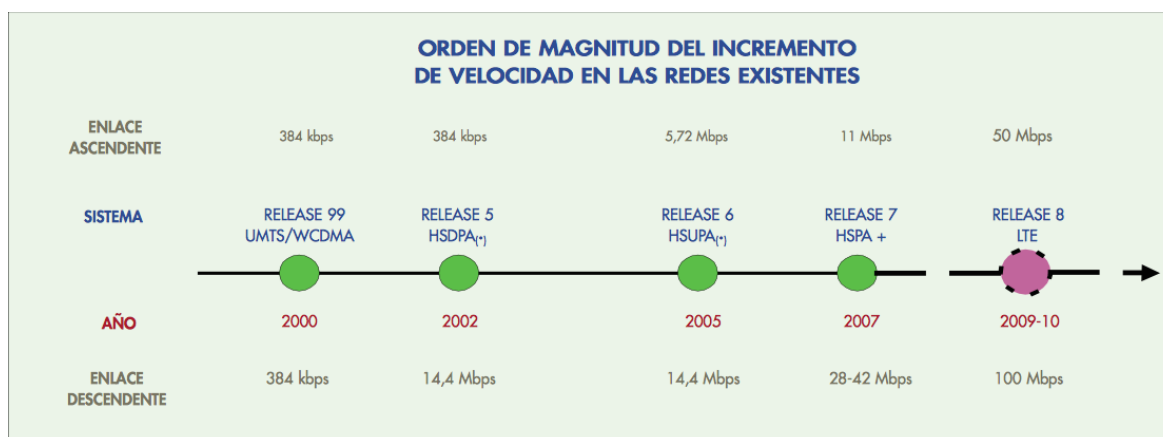 ORDEN DE MAGNITUD DEL INCREMENTO
DE VELOCIDAD EN LAS REDES EXISTENTES
ENLACE
ASCENDENTE
384 kbps
384 kbps
5,72 Mbps
11 Mbps
50 Mbps
SISTEMA
RELEASE 99
UMTS/WCDMA
RELEASE 5
HSDPA(•)
RELEASE 6
HSUPA(•)
RELEASE 7
HSPA +
RELEASE 8
LTE
AÑO
2000
2002
2005
2007
2009-10
ENLACE
DESCENDENTE
384 kbps
14,4 Mbps
14,4 Mbps
28-42 Mbps
100 Mbps